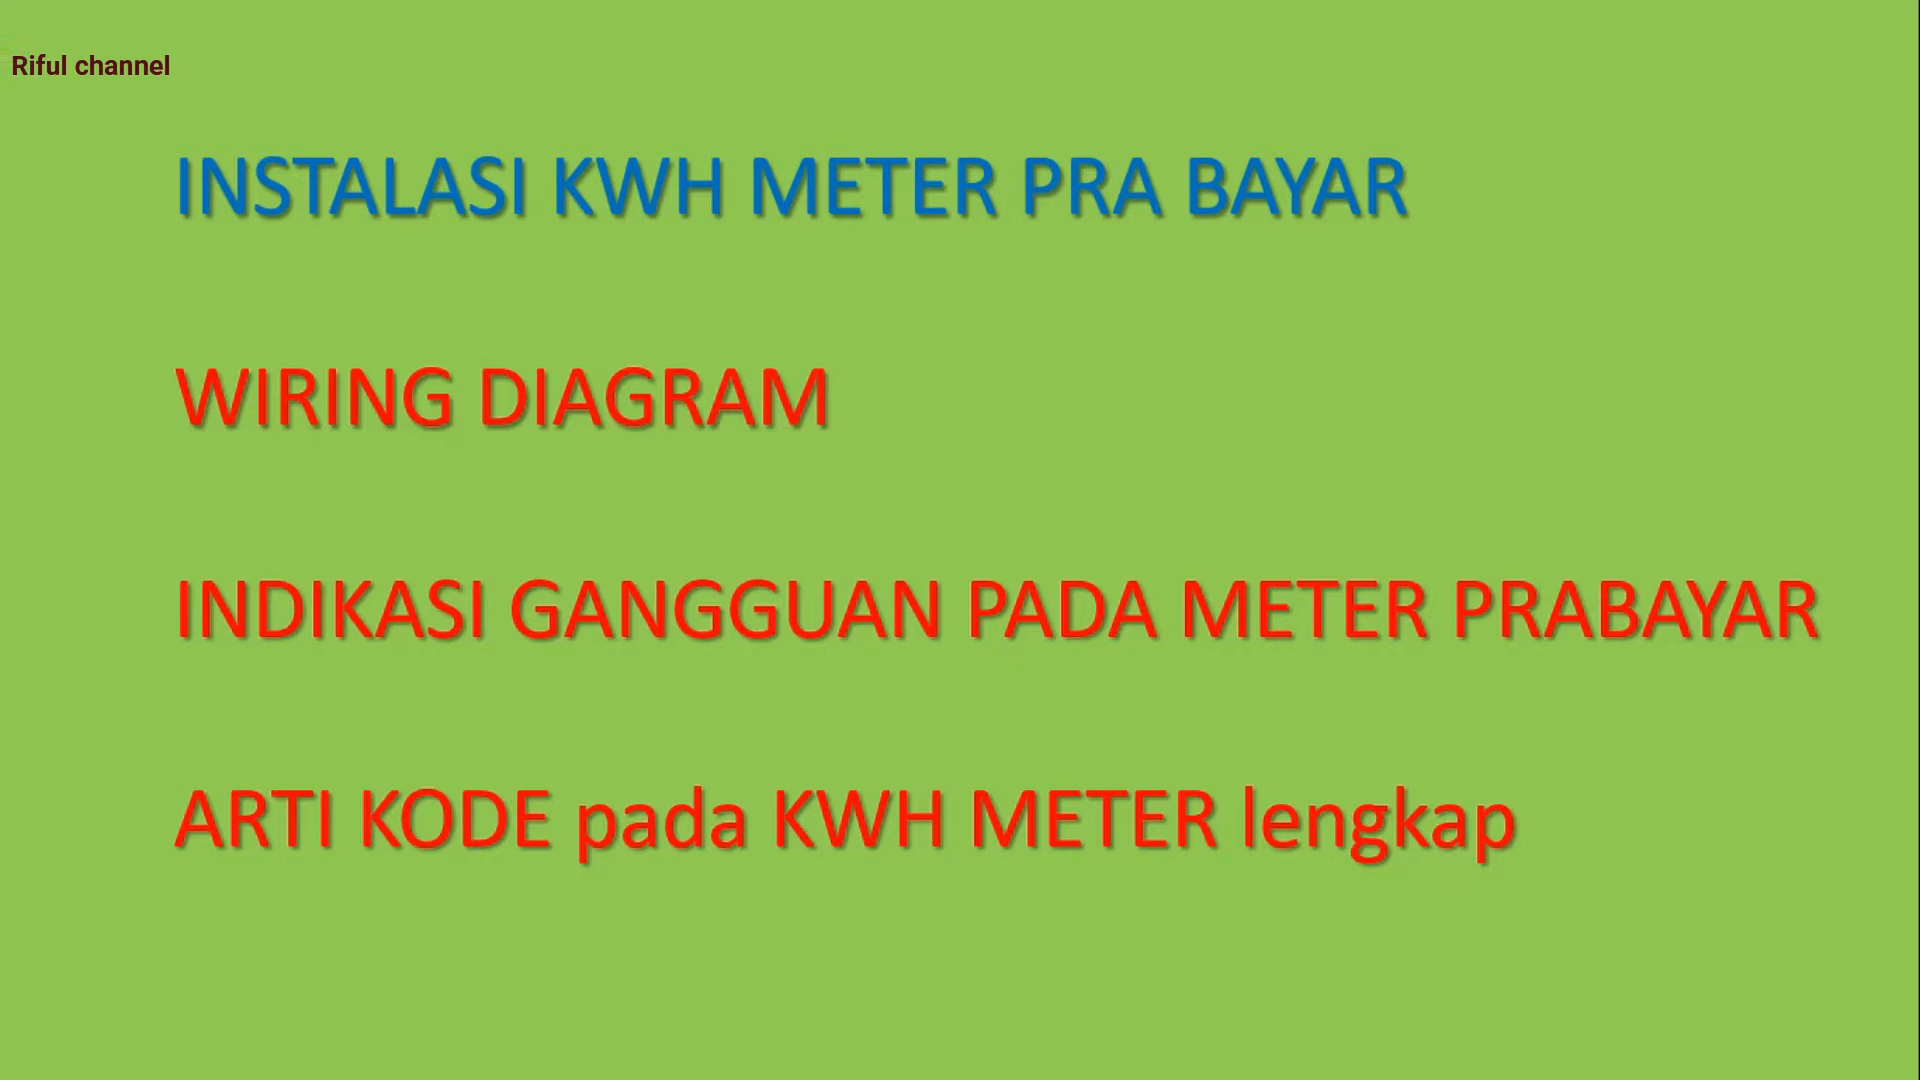 Riful channel
INSTALASI KWH METER PRA BAYAR
WIRING DIAGRAM
INDIKASI GANGGUAN PADA METER PRABAYAR
ARTI KODE pada KWH METER lengkap